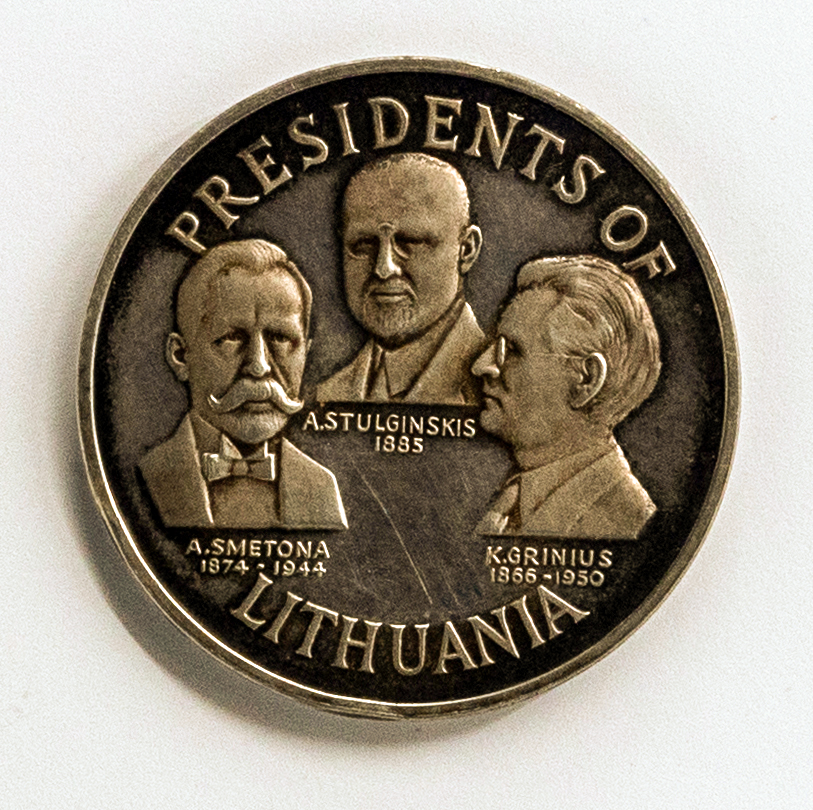 PRESIDENTS OF
A.STULGINSKIS
1885
A.SMETONA
1874-1944
K.GRINIUS
1866-1950
LITHUANIA